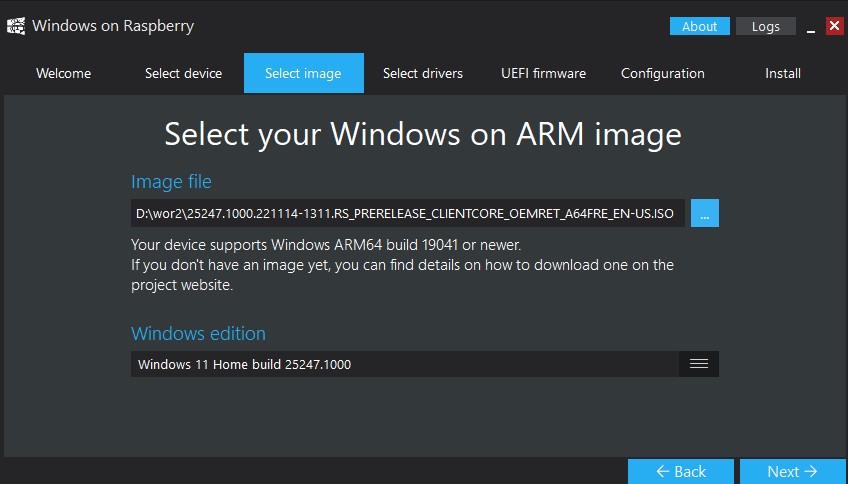 Windows on Raspberry
About
Logs
Welcome
Select device
Select image
Select drivers
UEFI firmware
Configuration
Install
Select your Windows on ARM image
Image file
D:\wor2\25247.1000.221114-1311.RS_PRERELEASE_CLIENTCORE_OEMRET_A64FRE_EN-US.ISO
...
Your device supports Windows ARM64 build 19041 or newer.
If you don't have an image yet, you can find details on how to download one on the
project website.
Windows edition
Windows 11 Home build 25247.1000
← Back
Next →